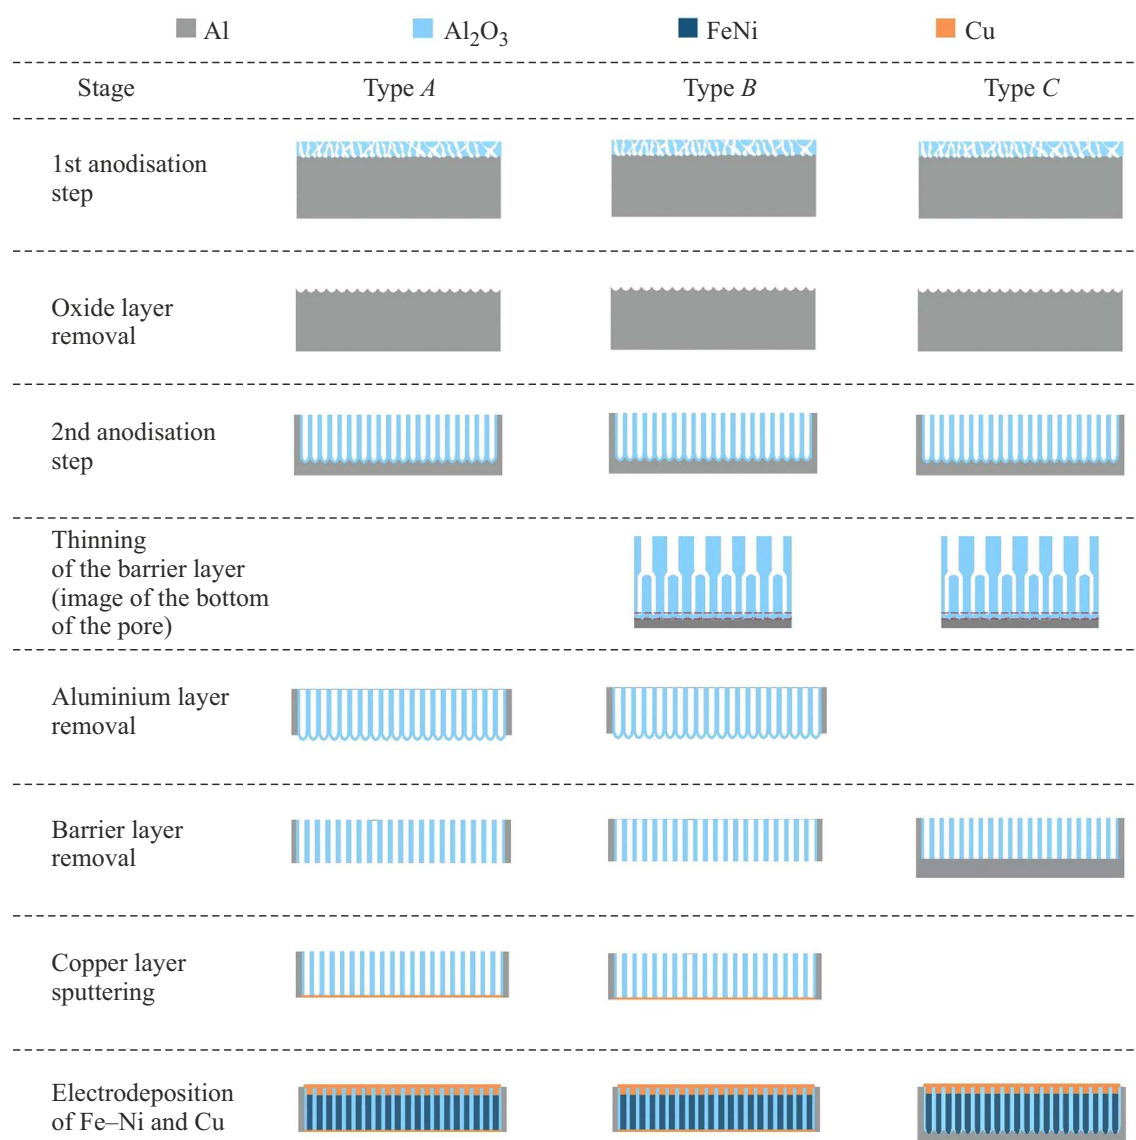 Al Al₂O₃ FeNi Cu
Stage Type A Type B Type C
1st anodisation
step
Oxide layer
removal
2nd anodisation
step
Thinning
of the barrier layer
(image of the bottom
of the pore)
Aluminium layer
removal
Barrier layer
removal
Copper layer
sputtering
Electrodeposition
of Fe–Ni and Cu